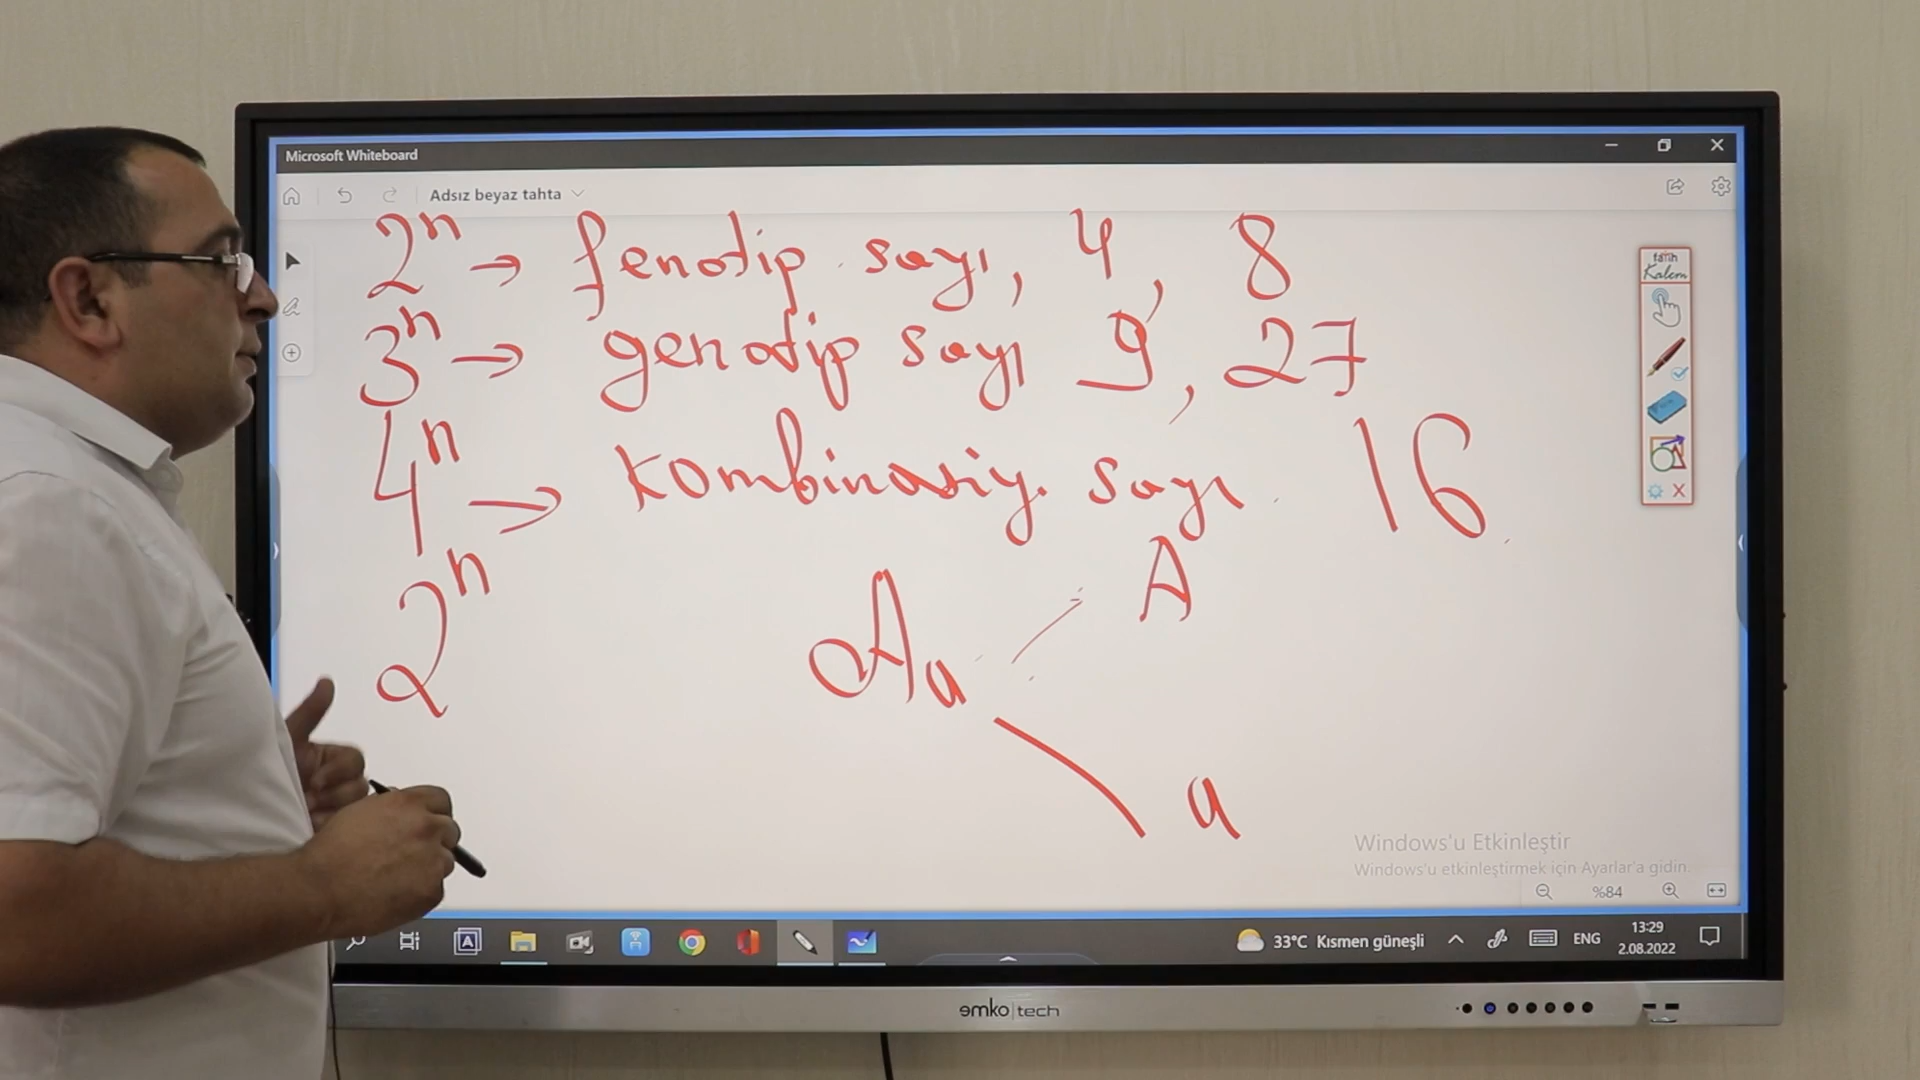 Microsoft Whiteboard
Adsız beyaz tahta
2ⁿ → fenotip sayı, 4, 8
3ⁿ → genotip sayı 9, 27
4ⁿ → kombinasiy. sayı 16
2ⁿ
Aa
A
a
fatih
Kalem
Windows'u Etkinleştir
Windows'u etkinleştirmek için Ayarlar'a gidin.
%84
33°C Kısmen güneşli
ENG
13:29
2.08.2022
emko|tech